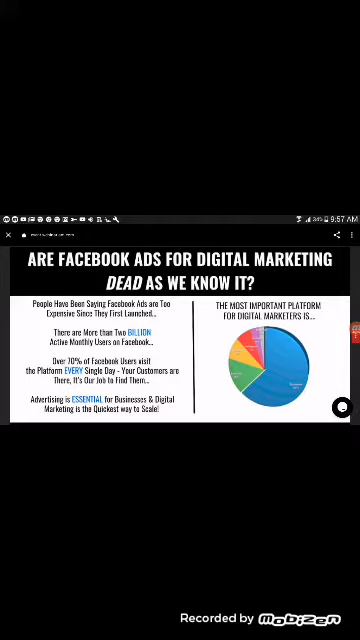 34% 9:57 AM
ARE FACEBOOK ADS FOR DIGITAL MARKETING
DEAD AS WE KNOW IT?
People Have Been Saying Facebook Ads are Too
Expensive Since They First Launched...
There are More than Two BILLION
Active Monthly Users on Facebook...
Over 70% of Facebook Users visit
the Platform EVERY Single Day - Your Customers are
There, It's Our Job to Find Them...
Advertising is ESSENTIAL for Businesses & Digital
Marketing is the Quickest way to Scale!
THE MOST IMPORTANT PLATFORM
FOR DIGITAL MARKETERS IS...
Recorded by mobizen